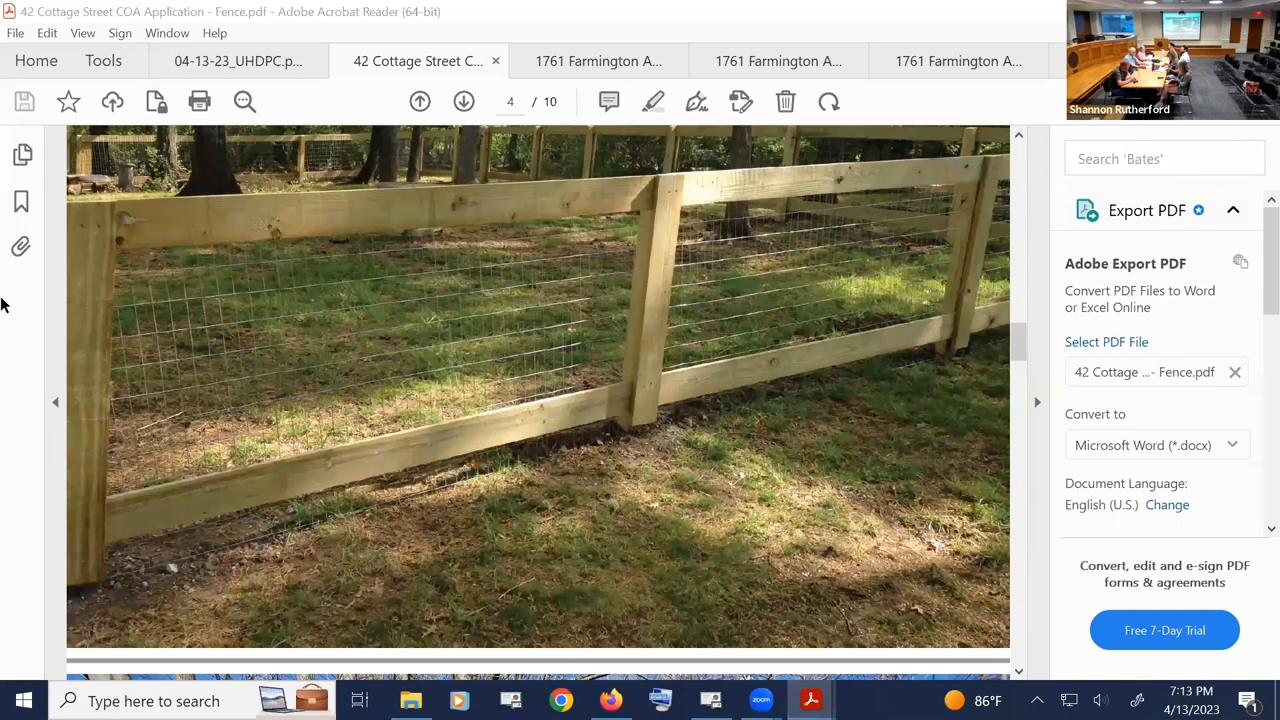 42 Cottage Street COA Application - Fence.pdf - Adobe Acrobat Reader (64-bit)
File Edit View Sign Window Help
Home Tools 04-13-23_UHDPC.p... 42 Cottage Street C... × 1761 Farmington A... 1761 Farmington A... 1761 Farmington A...
4 / 10
Shannon Rutherford
Search 'Bates'
Export PDF
Adobe Export PDF
Convert PDF Files to Word
or Excel Online
Select PDF File
42 Cottage ...- Fence.pdf
Convert to
Microsoft Word (*.docx)
Document Language:
English (U.S.) Change
Convert, edit and e-sign PDF
forms & agreements
Free 7-Day Trial
Type here to search
zoom
86°F
7:13 PM
4/13/2023
1